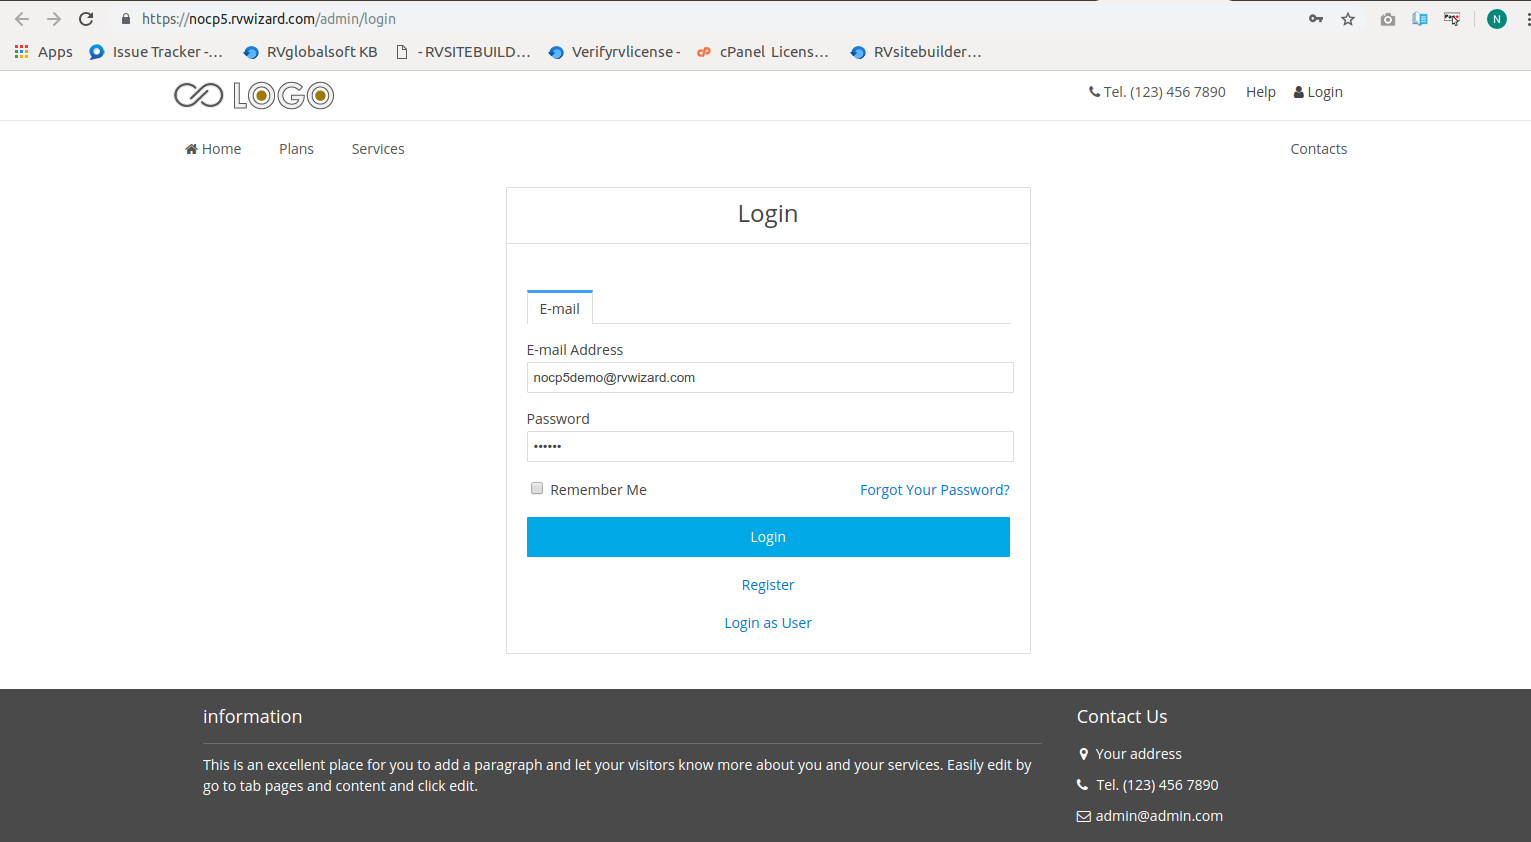 https://nocp5.rvwizard.com/admin/login
N
Apps Issue Tracker -... RVglobalsoft KB - RVSITEBUILD... Verifyrvlicense - cPanel Licens... RVsitebuilder...
LOGO Tel. (123) 456 7890 Help Login
Home Plans Services Contacts
Login
E-mail
E-mail Address
nocp5demo@rvwizard.com
Password
••••••
Remember Me Forgot Your Password?
Login
Register
Login as User
information
This is an excellent place for you to add a paragraph and let your visitors know more about you and your services. Easily edit by
go to tab pages and content and click edit.
Contact Us
Your address
Tel. (123) 456 7890
admin@admin.com